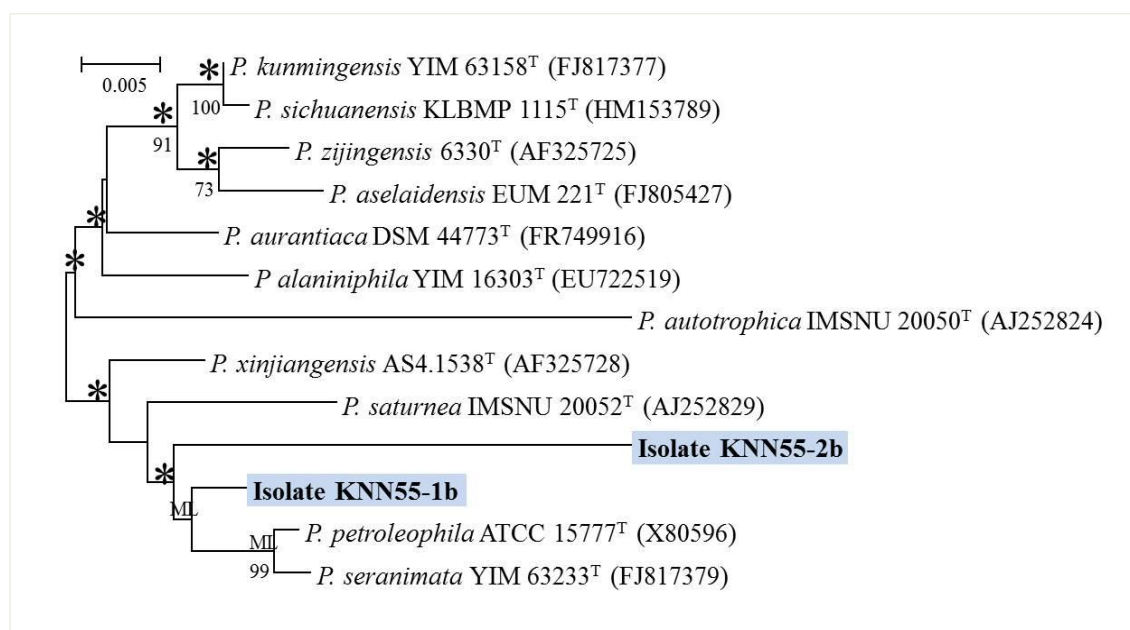 * P. kunmingensis YIM 63158ᵀ (FJ817377)
0.005
100
* P. sichuanensis KLBMP 1115ᵀ (HM153789)
91
* P. zijingensis 6330ᵀ (AF325725)
73
P. aselaidensis EUM 221ᵀ (FJ805427)
*
P. aurantiaca DSM 44773ᵀ (FR749916)
*
P alaniniphila YIM 16303ᵀ (EU722519)
P. autotrophica IMSNU 20050ᵀ (AJ252824)
P. xinjiangensis AS4.1538ᵀ (AF325728)
*
P. saturnea IMSNU 20052ᵀ (AJ252829)
Isolate KNN55-2b
*
Isolate KNN55-1b
ML
P. petroleophila ATCC 15777ᵀ (X80596)
ML
99
P. seranimata YIM 63233ᵀ (FJ817379)